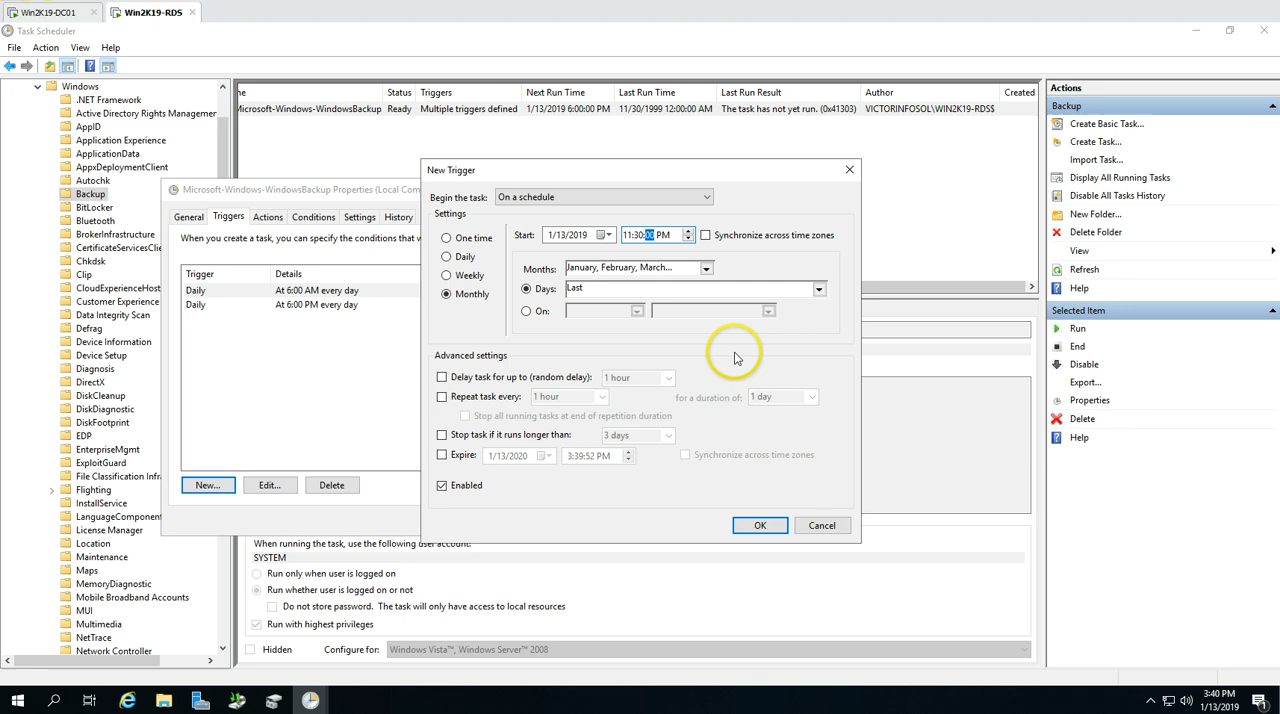 Win2K19-DC01
Win2K19-RDS
Task Scheduler
File Action View Help
Windows
.NET Framework
Active Directory Rights Managemer
AppID
Application Experience
ApplicationData
AppxDeploymentClient
Autochk
Backup
BitLocker
Bluetooth
BrokerInfrastructure
CertificateServicesClie
Chkdsk
Clip
CloudExperienceHost
Customer Experience
Data Integrity Scan
Defrag
Device Information
Device Setup
Diagnosis
DirectX
DiskCleanup
DiskDiagnostic
DiskFootprint
EDP
EnterpriseMgmt
ExploitGuard
File Classification Infra
Flighting
InstallService
LanguageComponent
License Manager
Location
Maintenance
Maps
MemoryDiagnostic
Mobile Broadband Accounts
MUI
Multimedia
NetTrace
Network Controller
me Status Triggers Next Run Time Last Run Time Last Run Result Author Created
Microsoft-Windows-WindowsBackup Ready Multiple triggers defined 1/13/2019 6:00:00 PM 11/30/1999 12:00:00 AM The task has not yet run. (0x41303) VICTORINFOSOL\WIN2K19-RDS$
Microsoft-Windows-WindowsBackup Properties (Local Com
General Triggers Actions Conditions Settings History
When you create a task, you can specify the conditions that w
Trigger Details
Daily At 6:00 AM every day
Daily At 6:00 PM every day
New... Edit... Delete
New Trigger
Begin the task: On a schedule
Settings
One time
Daily
Weekly
Monthly
Start: 1/13/2019 11:30:00 PM Synchronize across time zones
Months: January, February, March...
Days: Last
On:
Advanced settings
Delay task for up to (random delay): 1 hour
Repeat task every: 1 hour for a duration of: 1 day
Stop all running tasks at end of repetition duration
Stop task if it runs longer than: 3 days
Expire: 1/13/2020 3:39:52 PM Synchronize across time zones
Enabled
OK Cancel
When running the task, use the following user account:
SYSTEM
Run only when user is logged on
Run whether user is logged on or not
Do not store password. The task will only have access to local resources
Run with highest privileges
Hidden Configure for: Windows Vista™, Windows Server™ 2008
Actions
Backup
Create Basic Task...
Create Task...
Import Task...
Display All Running Tasks
Disable All Tasks History
New Folder...
Delete Folder
View
Refresh
Help
Selected Item
Run
End
Disable
Export...
Properties
Delete
Help
3:40 PM
1/13/2019
1